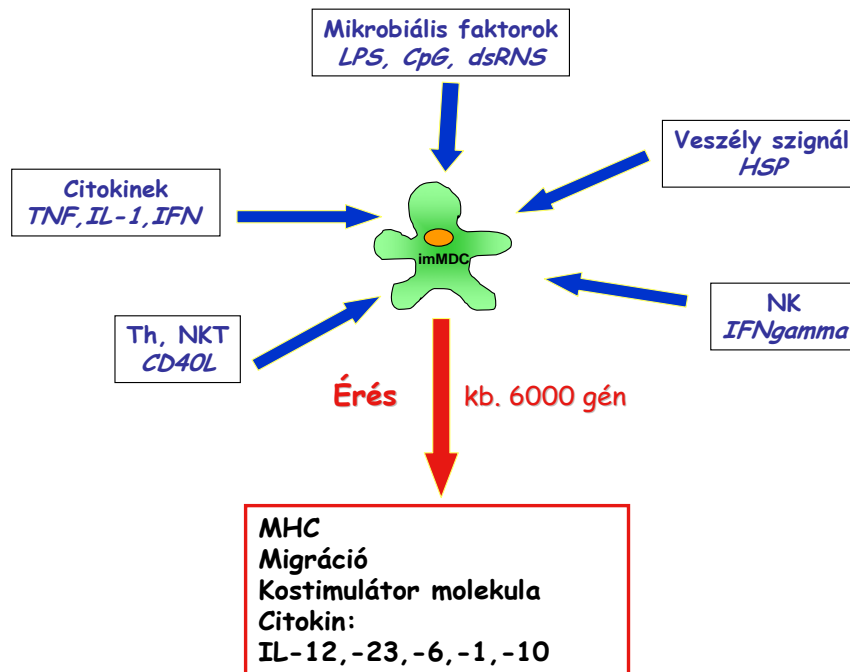 Mikrobiális faktorok
LPS, CpG, dsRNS
Veszély szignál
HSP
Citokinek
TNF,IL-1,IFN
imMDC
NK
IFNgamma
Th, NKT
CD40L
Érés kb. 6000 gén
MHC
Migráció
Kostimulátor molekula
Citokin:
IL-12,-23,-6,-1,-10